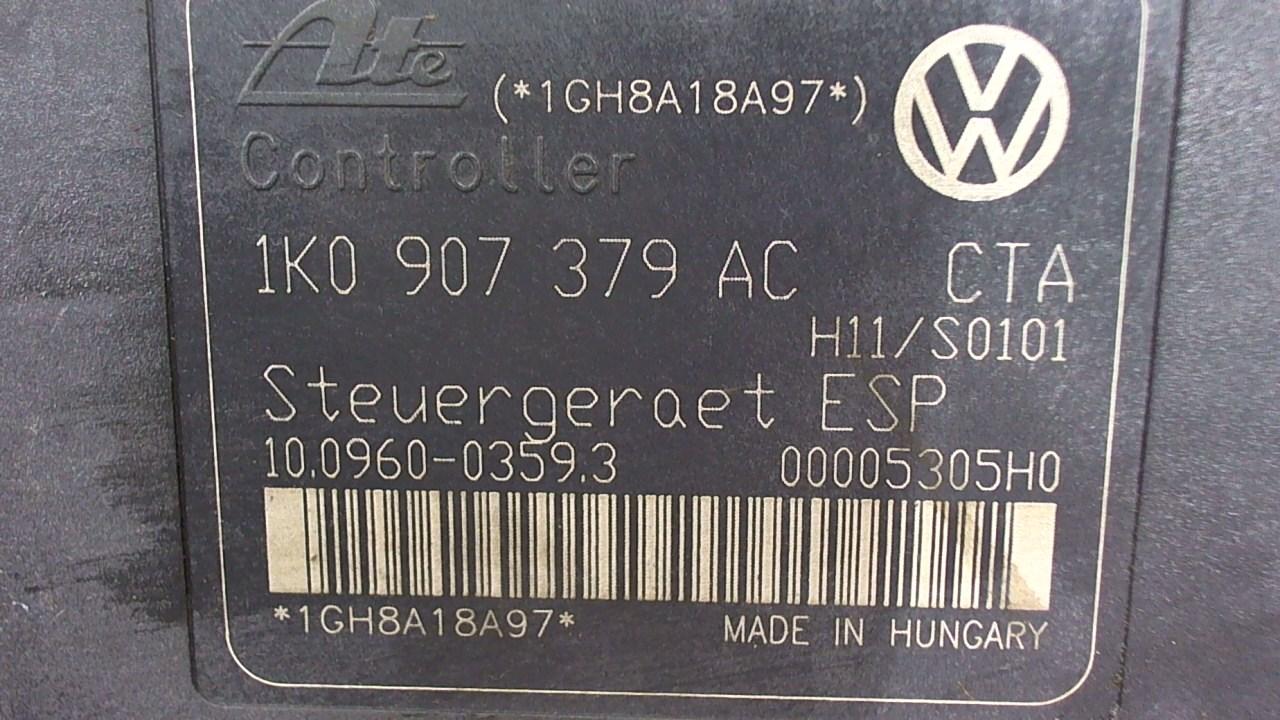 Ate (*1GH8A18A97*)
Controller
1K0 907 379 AC CTA
H11/S0101
Steuergeraet ESP
10.0960-0359.3 00005305H0
*1GH8A18A97* MADE IN HUNGARY